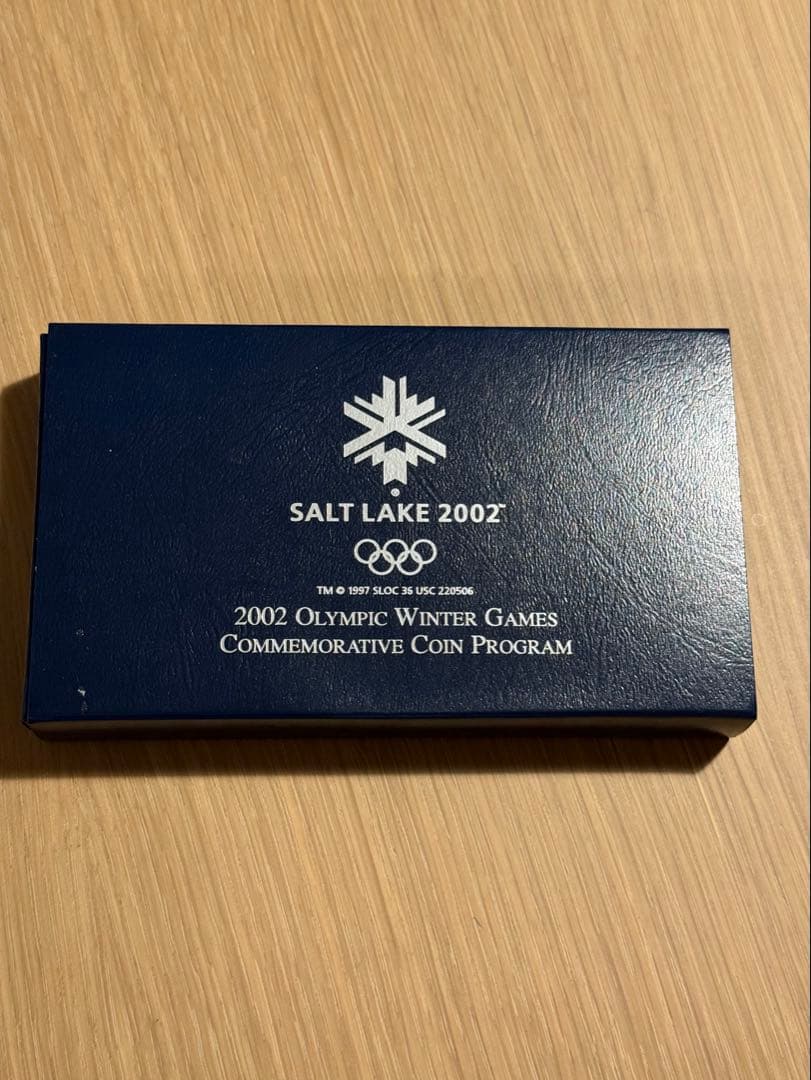 ®
SALT LAKE 2002™
TM © 1997 SLOC 36 USC 220506
2002 OLYMPIC WINTER GAMES
COMMEMORATIVE COIN PROGRAM